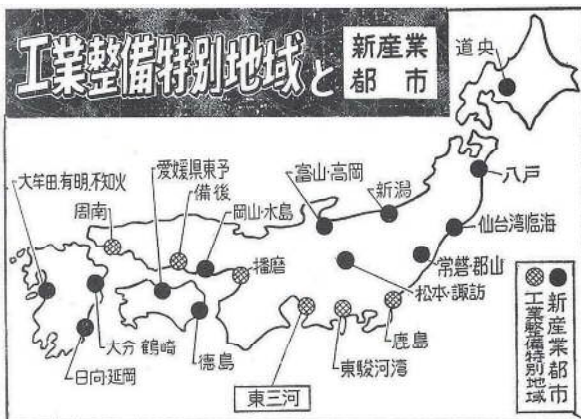 工業整備特別地域と
新産業
都市
道央
八戸
仙台湾臨海
常磐・郡山
新潟
富山・高岡
松本・諏訪
愛媛県東予
備後
岡山・水島
大牟田,有明,不知火
周南
播磨
鹿島
東駿河湾
東三河
徳島
大分 鶴崎
日向・延岡
新産業都市
工業整備特別地域